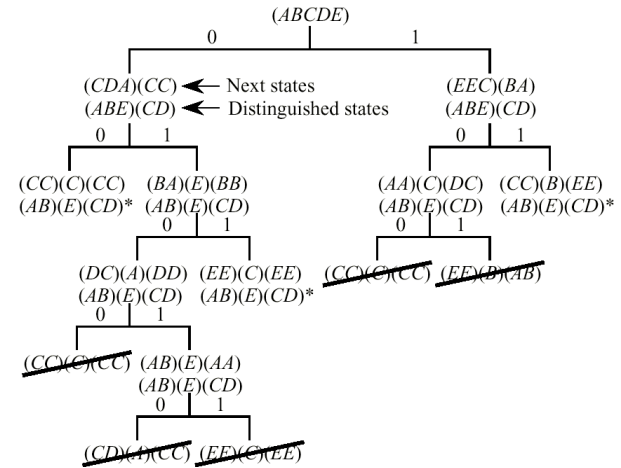 (ABCDE)
0 1
(CDA)(CC) Next states (EEC)(BA)
(ABE)(CD) Distinguished states (ABE)(CD)
0 1 0 1
(CC)(C)(CC) (BA)(E)(BB) (AA)(C)(DC) (CC)(B)(EE)
(AB)(E)(CD)* (AB)(E)(CD) (AB)(E)(CD) (AB)(E)(CD)*
0 1 0 1
(DC)(A)(DD) (EE)(C)(EE) (CC)(C)(CC) (EE)(B)(AB)
(AB)(E)(CD) (AB)(E)(CD)*
0 1
(CC)(C)(CC) (AB)(E)(AA)
(AB)(E)(CD)
0 1
(CD)(A)(CC) (EE)(C)(EE)